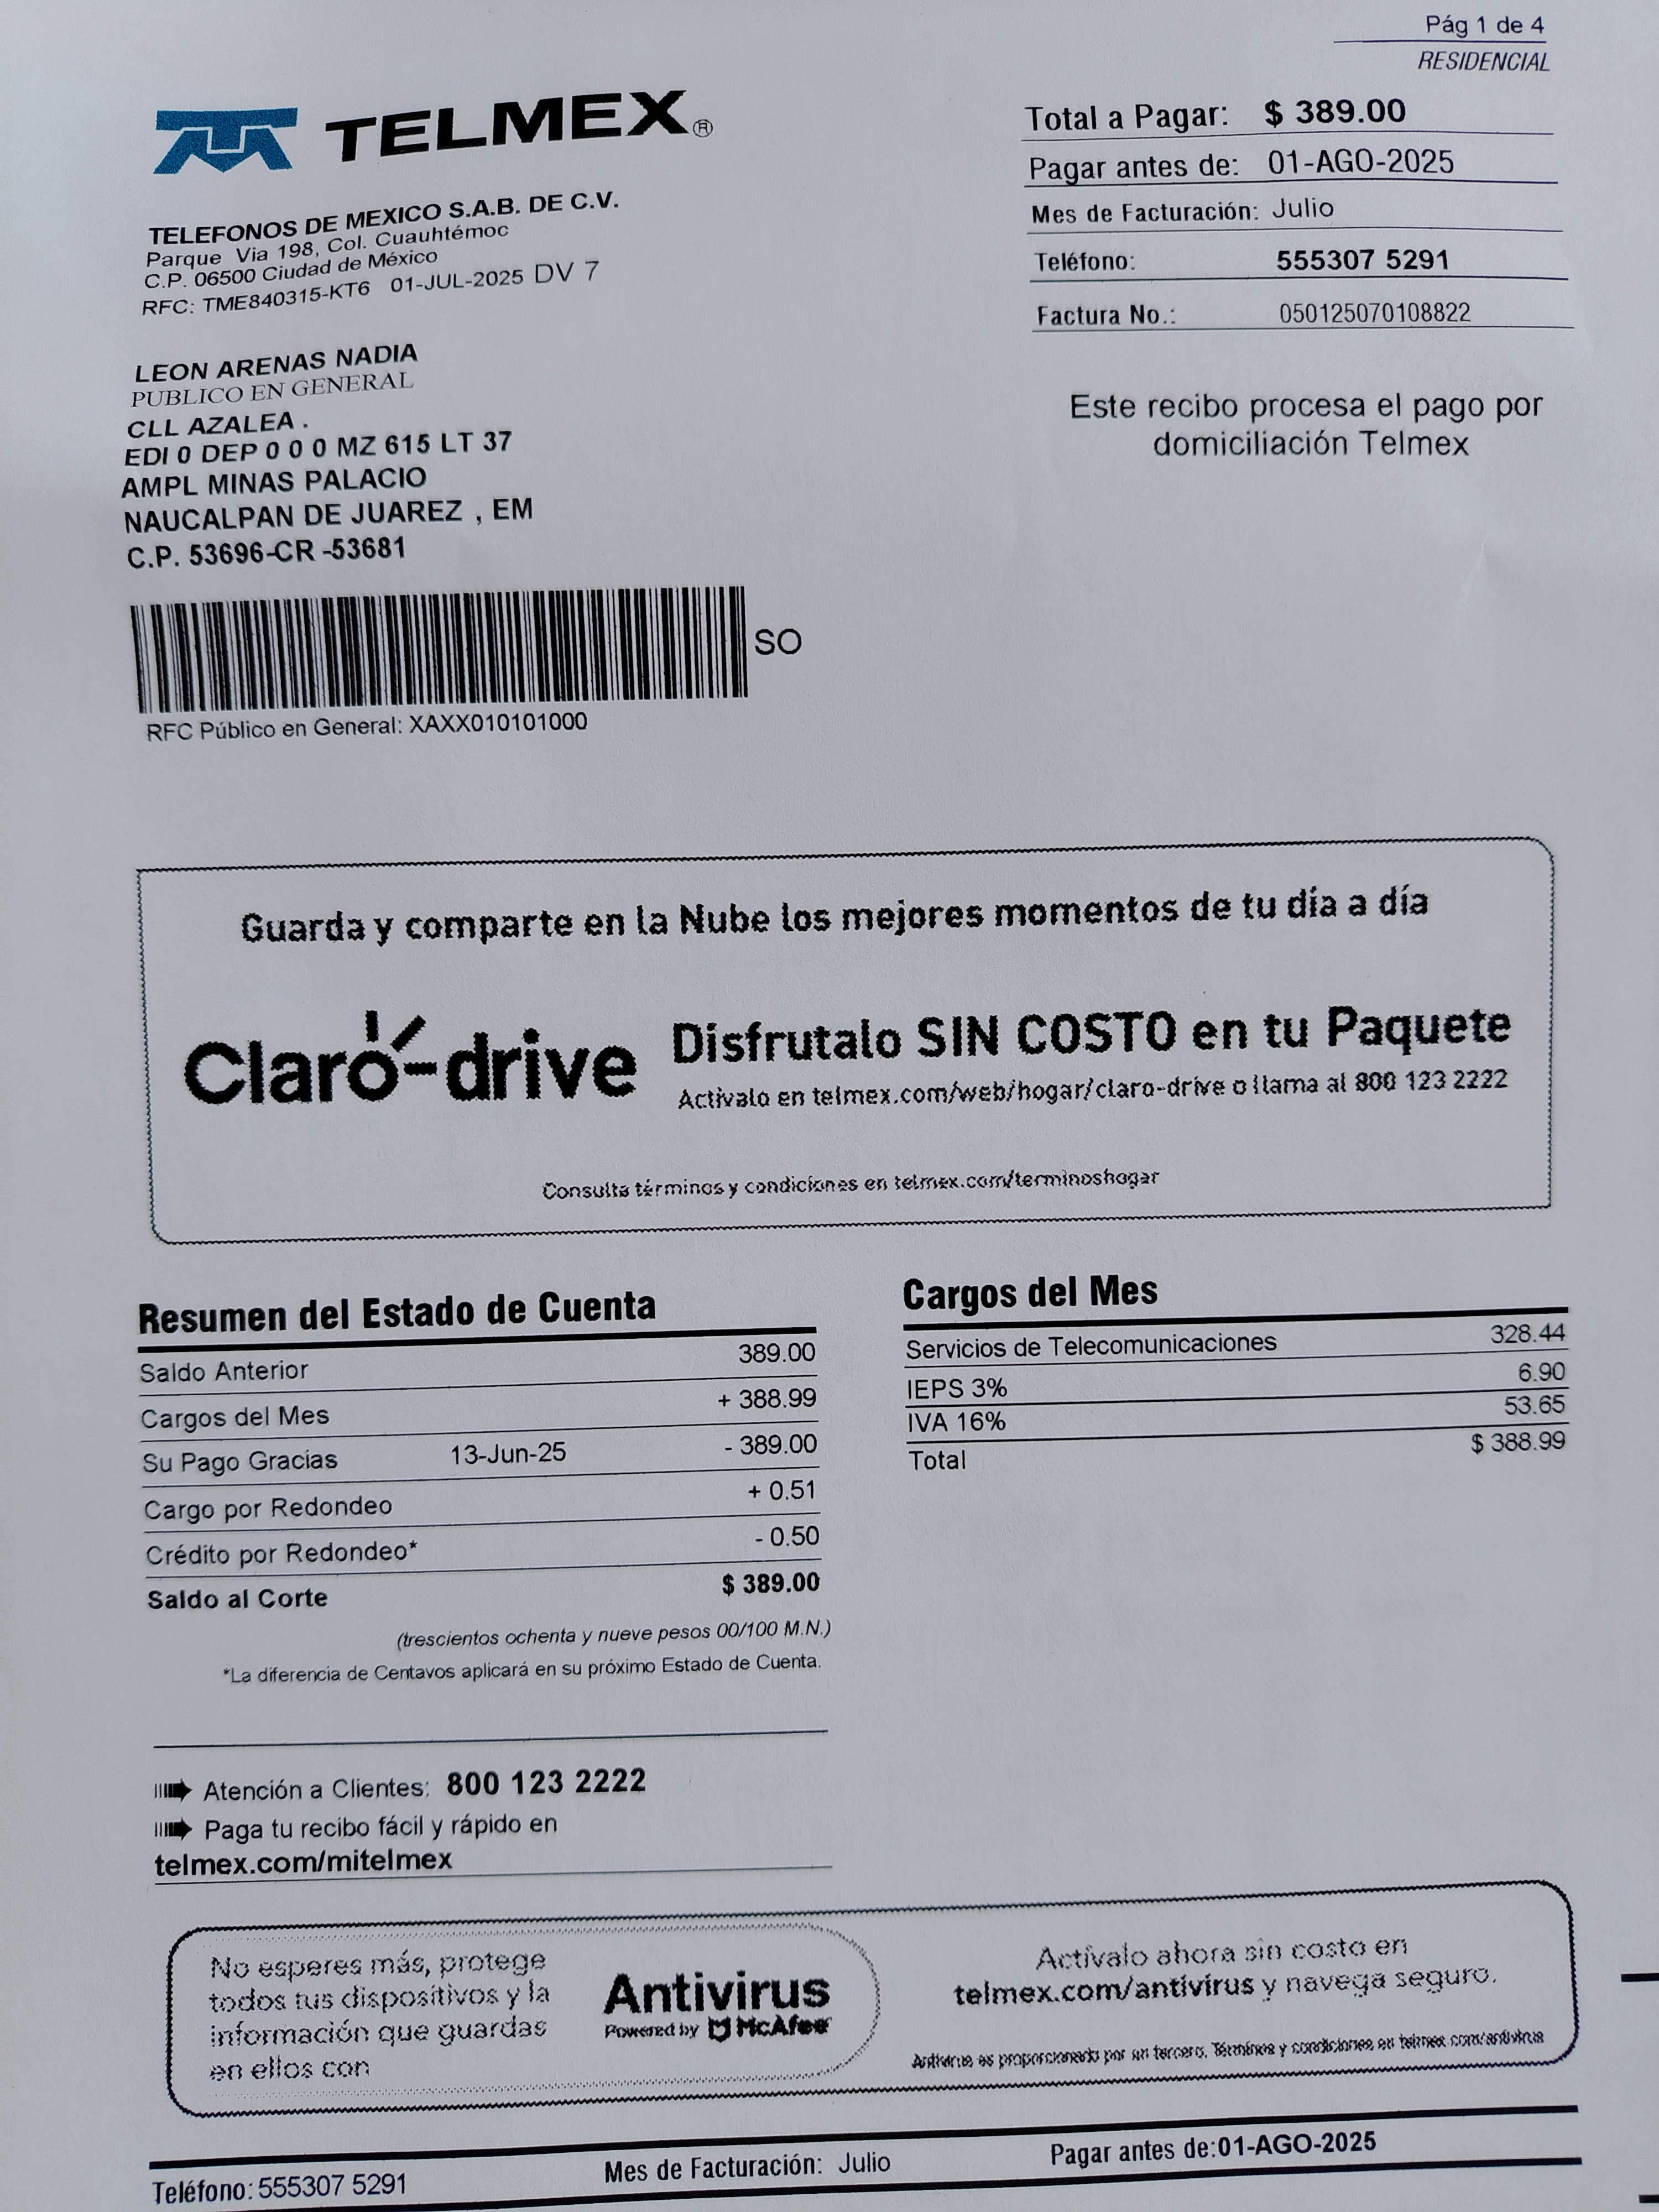 Pág 1 de 4
RESIDENCIAL
TELMEX®
Total a Pagar: $ 389.00
Pagar antes de: 01-AGO-2025
Mes de Facturación: Julio
Teléfono: 555307 5291
Factura No.: 050125070108822
TELEFONOS DE MEXICO S.A.B. DE C.V.
Parque Via 198, Col. Cuauhtémoc
C.P. 06500 Ciudad de México
RFC: TME840315-KT6 01-JUL-2025 DV 7
LEON ARENAS NADIA
PUBLICO EN GENERAL
CLL AZALEA .
EDI 0 DEP 0 0 0 MZ 615 LT 37
AMPL MINAS PALACIO
NAUCALPAN DE JUAREZ , EM
C.P. 53696-CR -53681
Este recibo procesa el pago por
domiciliación Telmex
SO
RFC Público en General: XAXX010101000
Guarda y comparte en la Nube los mejores momentos de tu día a día
Claro-drive
Disfrutalo SIN COSTO en tu Paquete
Actívalo en telmex.com/web/hogar/claro-drive o llama al 800 123 2222
Consulta términos y condiciones en telmex.com/terminoshogar
Resumen del Estado de Cuenta
Saldo Anterior 389.00
Cargos del Mes + 388.99
Su Pago Gracias 13-Jun-25 - 389.00
Cargo por Redondeo + 0.51
Crédito por Redondeo* - 0.50
Saldo al Corte $ 389.00
(trescientos ochenta y nueve pesos 00/100 M.N.)
*La diferencia de Centavos aplicará en su próximo Estado de Cuenta.
Cargos del Mes
Servicios de Telecomunicaciones 328.44
IEPS 3% 6.90
IVA 16% 53.65
Total $ 388.99
Atención a Clientes: 800 123 2222
Paga tu recibo fácil y rápido en
telmex.com/mitelmex
No esperes más, protege
todos tus dispositivos y la
información que guardas
en ellos con
Antivirus
Powered by McAfee
Actívalo ahora sin costo en
telmex.com/antivirus y navega seguro.
Antivirus es proporcionado por un tercero. Términos y condiciones en telmex.com/antivirus
Teléfono: 555307 5291 Mes de Facturación: Julio Pagar antes de:01-AGO-2025